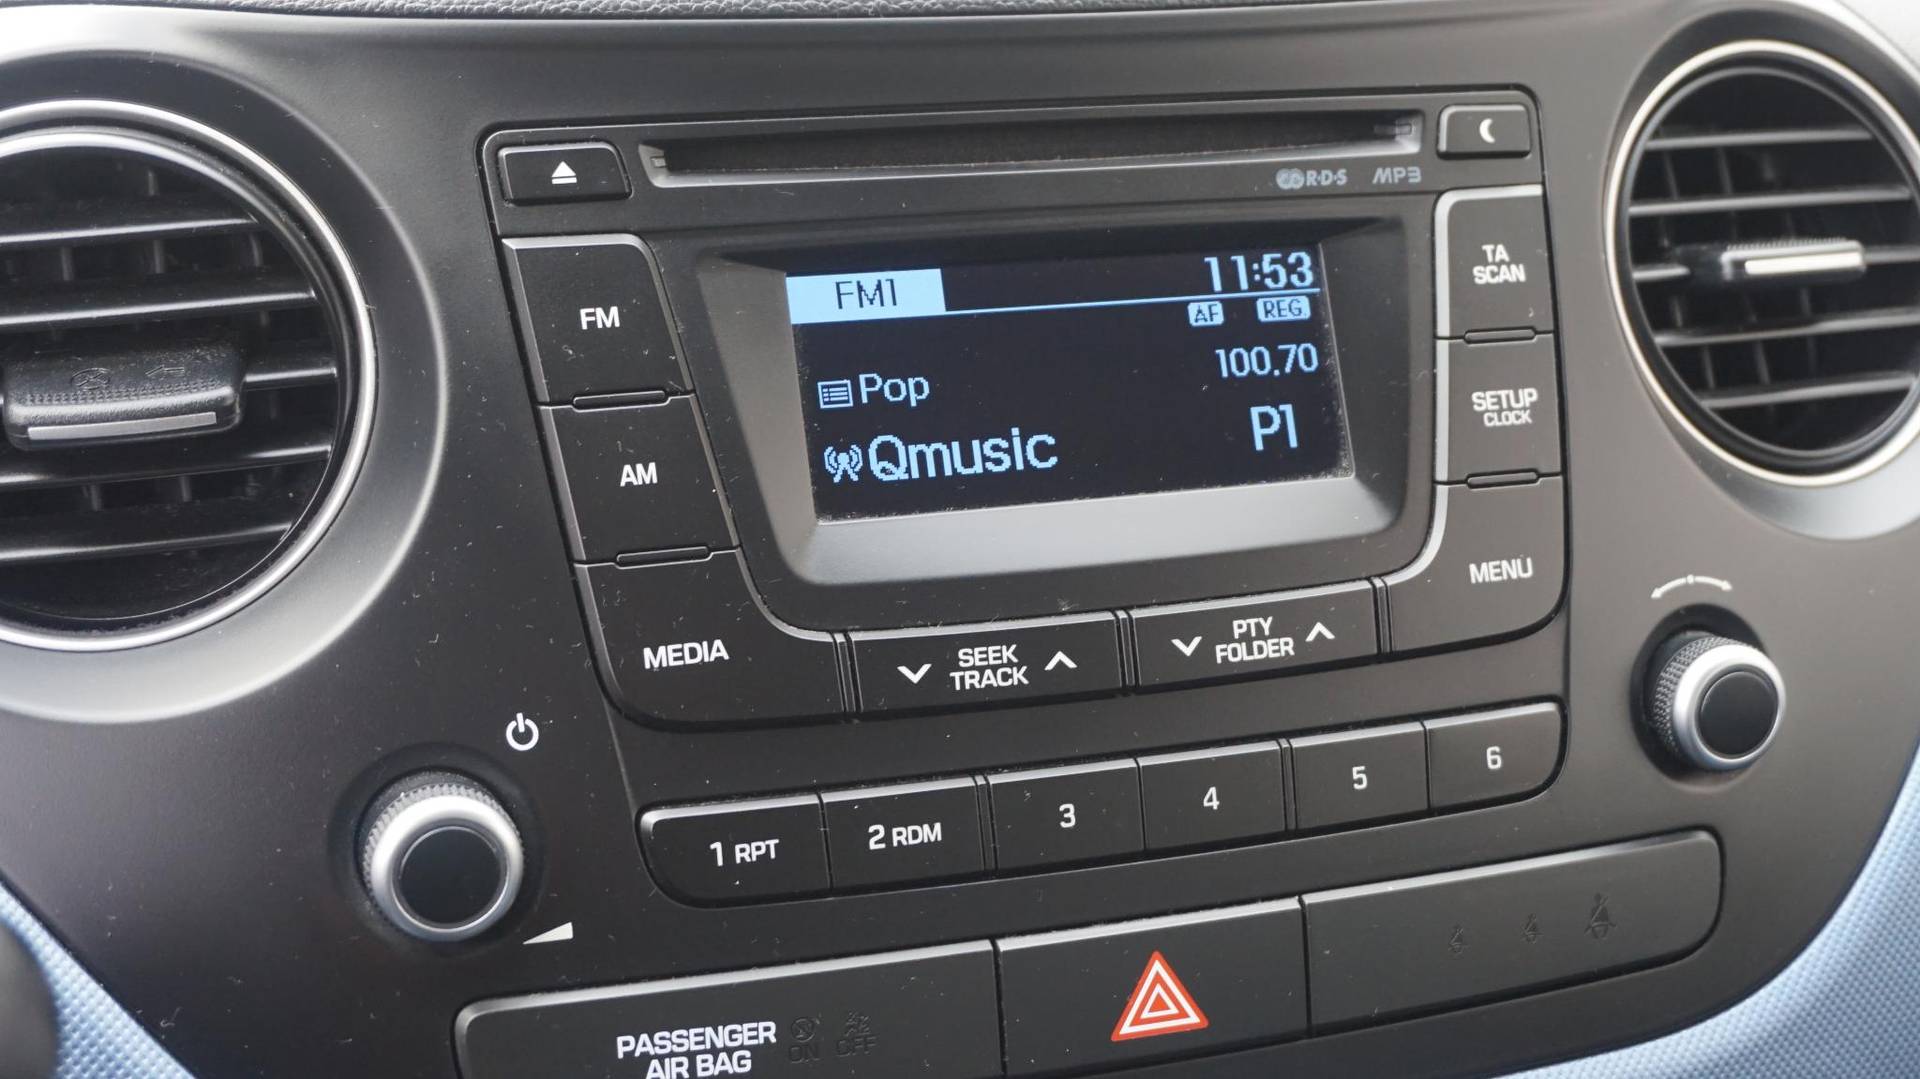 R·D·S MP3
FM1
11:53
AF REG
100.70
Pop
Qmusic
P1
FM
AM
MEDIA
TA
SCAN
SETUP
CLOCK
MENU
SEEK
TRACK
PTY
FOLDER
1 RPT
2 RDM
3
4
5
6
PASSENGER
AIR BAG
ON OFF